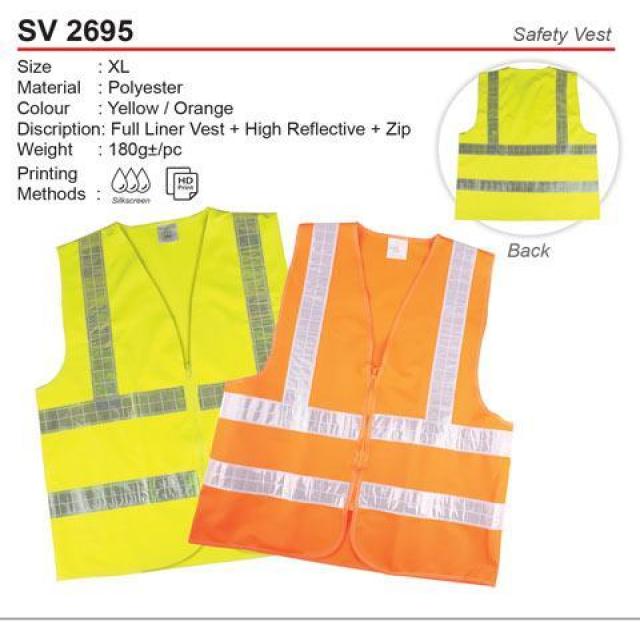 SV 2695
Safety Vest
Size : XL
Material : Polyester
Colour : Yellow / Orange
Discription: Full Liner Vest + High Reflective + Zip
Weight : 180g±/pc
Printing
Methods :
Silkscreen
HD
Print
Back